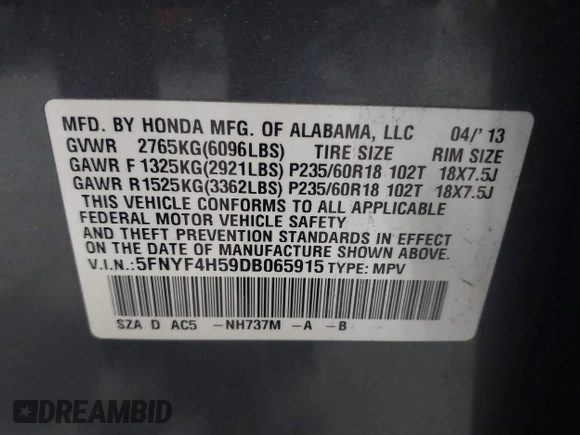 MFD. BY HONDA MFG. OF ALABAMA, LLC 04/' 13
GVWR 2765KG(6096LBS) TIRE SIZE RIM SIZE
GAWR F 1325KG(2921LBS) P235/60R18 102T 18X7.5J
GAWR R1525KG(3362LBS) P235/60R18 102T 18X7.5J
THIS VEHICLE CONFORMS TO ALL APPLICABLE
FEDERAL MOTOR VEHICLE SAFETY
AND THEFT PREVENTION STANDARDS IN EFFECT
ON THE DATE OF MANUFACTURE SHOWN ABOVE.
V.I.N.:5FNYF4H59DB065915 TYPE: MPV
SZA D AC5 -NH737M -A -B
DREAMBID